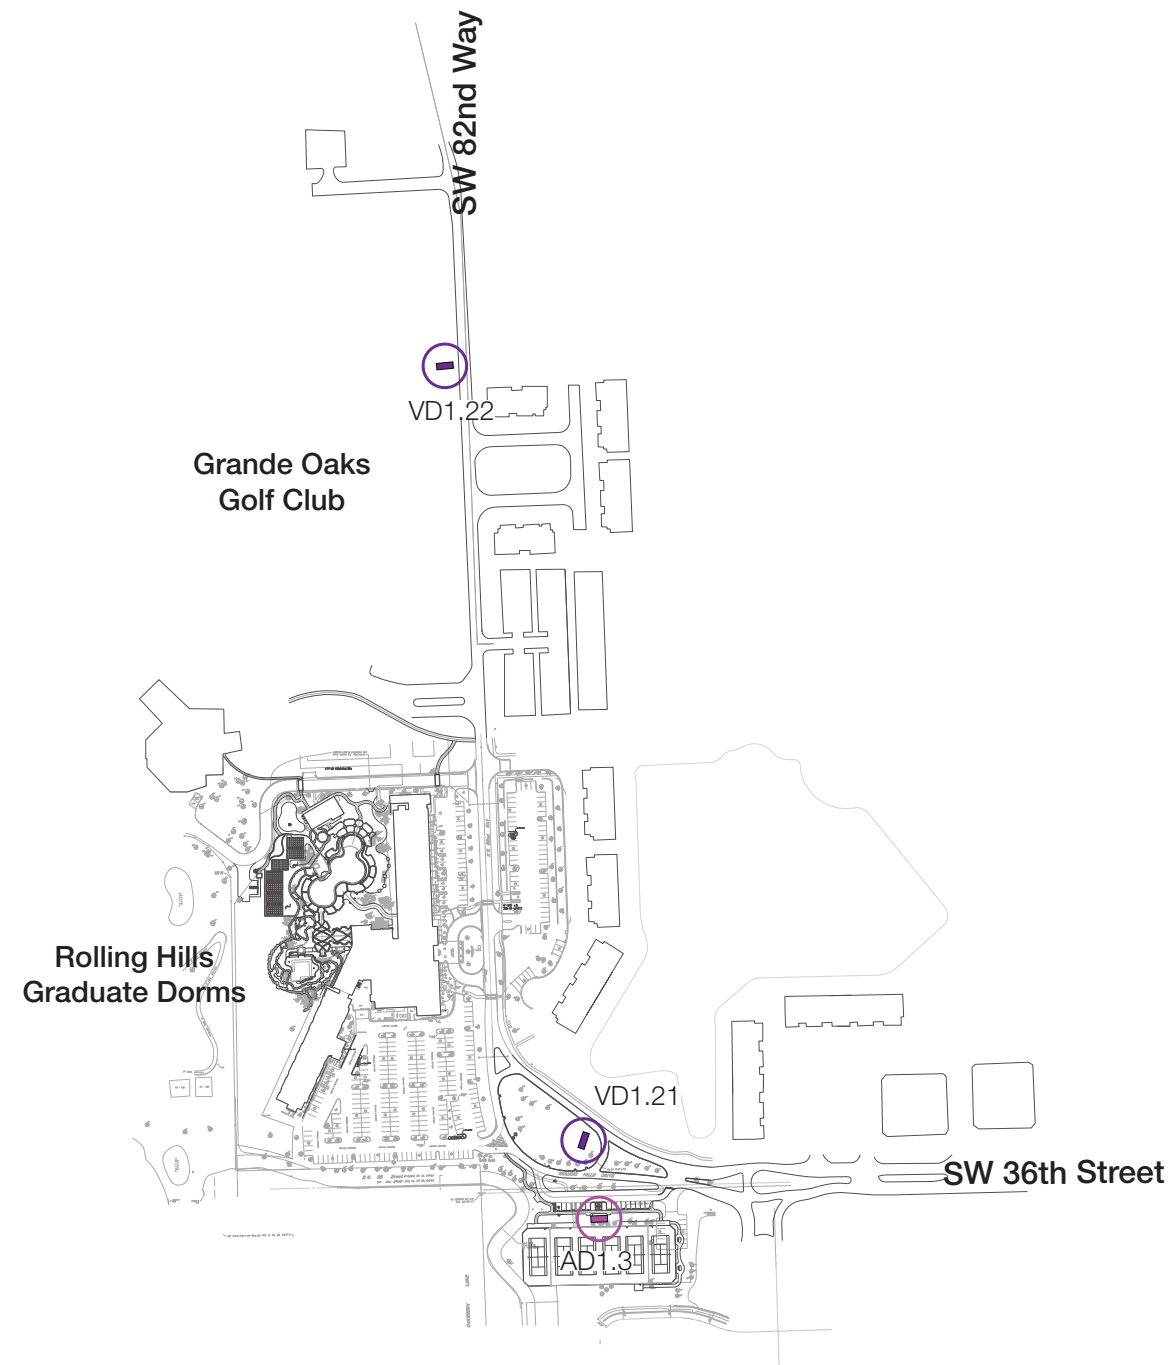 SW 82nd Way
VD1.22
Grande Oaks
Golf Club
Rolling Hills
Graduate Dorms
VD1.21
SW 36th Street
AD1.3